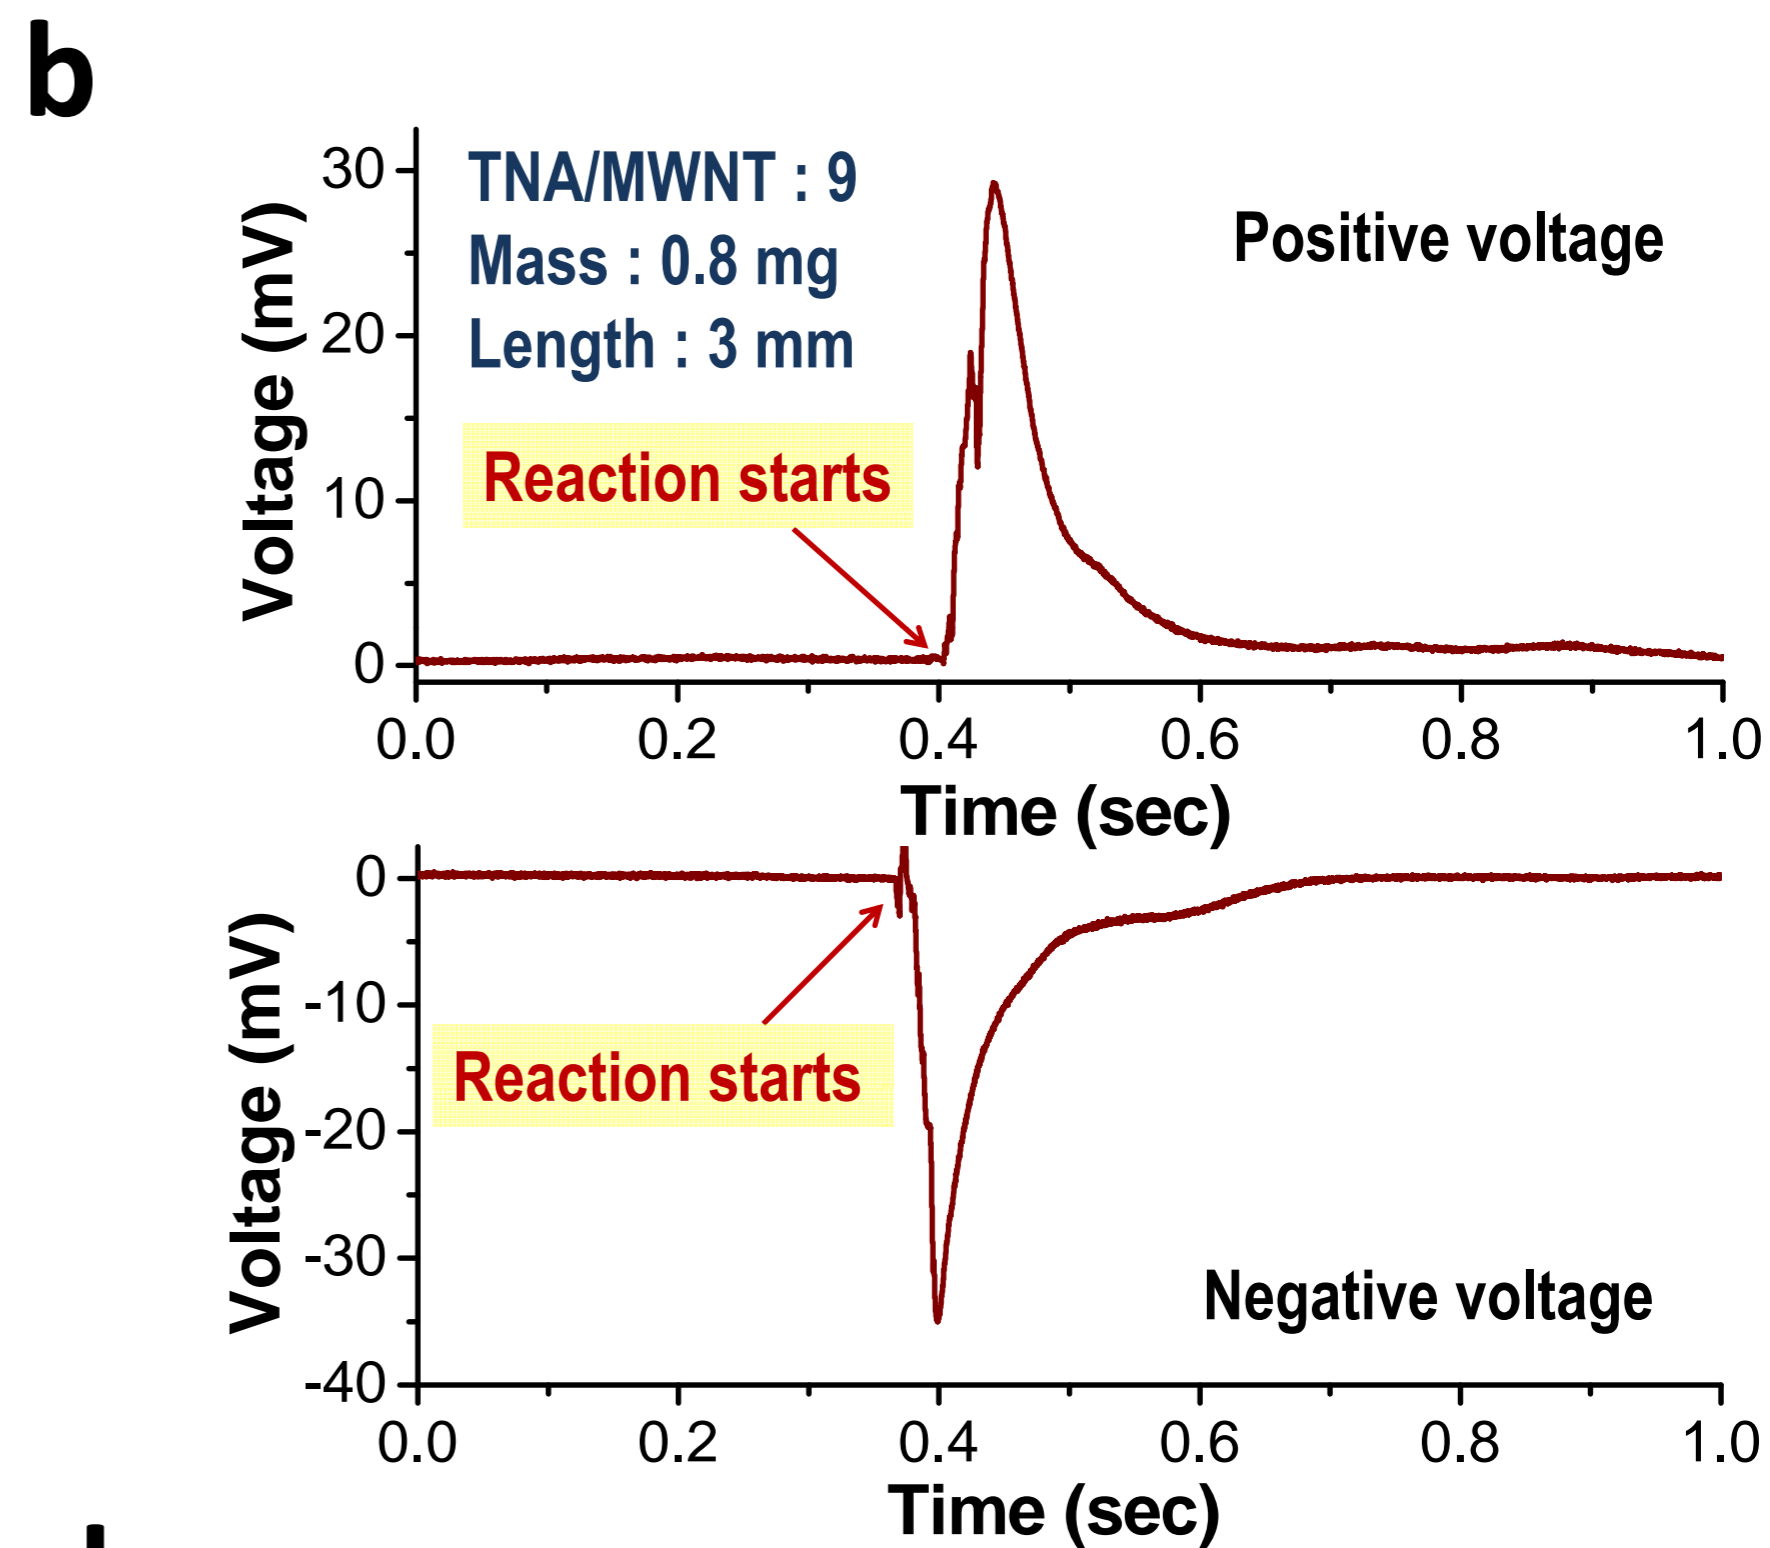 b
TNA/MWNT : 9
Mass : 0.8 mg
Length : 3 mm
Positive voltage
Reaction starts
Voltage (mV)
30
20
10
0
0.0 0.2 0.4 0.6 0.8 1.0
Time (sec)
Voltage (mV)
0
-10
-20
-30
-40
Reaction starts
Negative voltage
0.0 0.2 0.4 0.6 0.8 1.0
Time (sec)